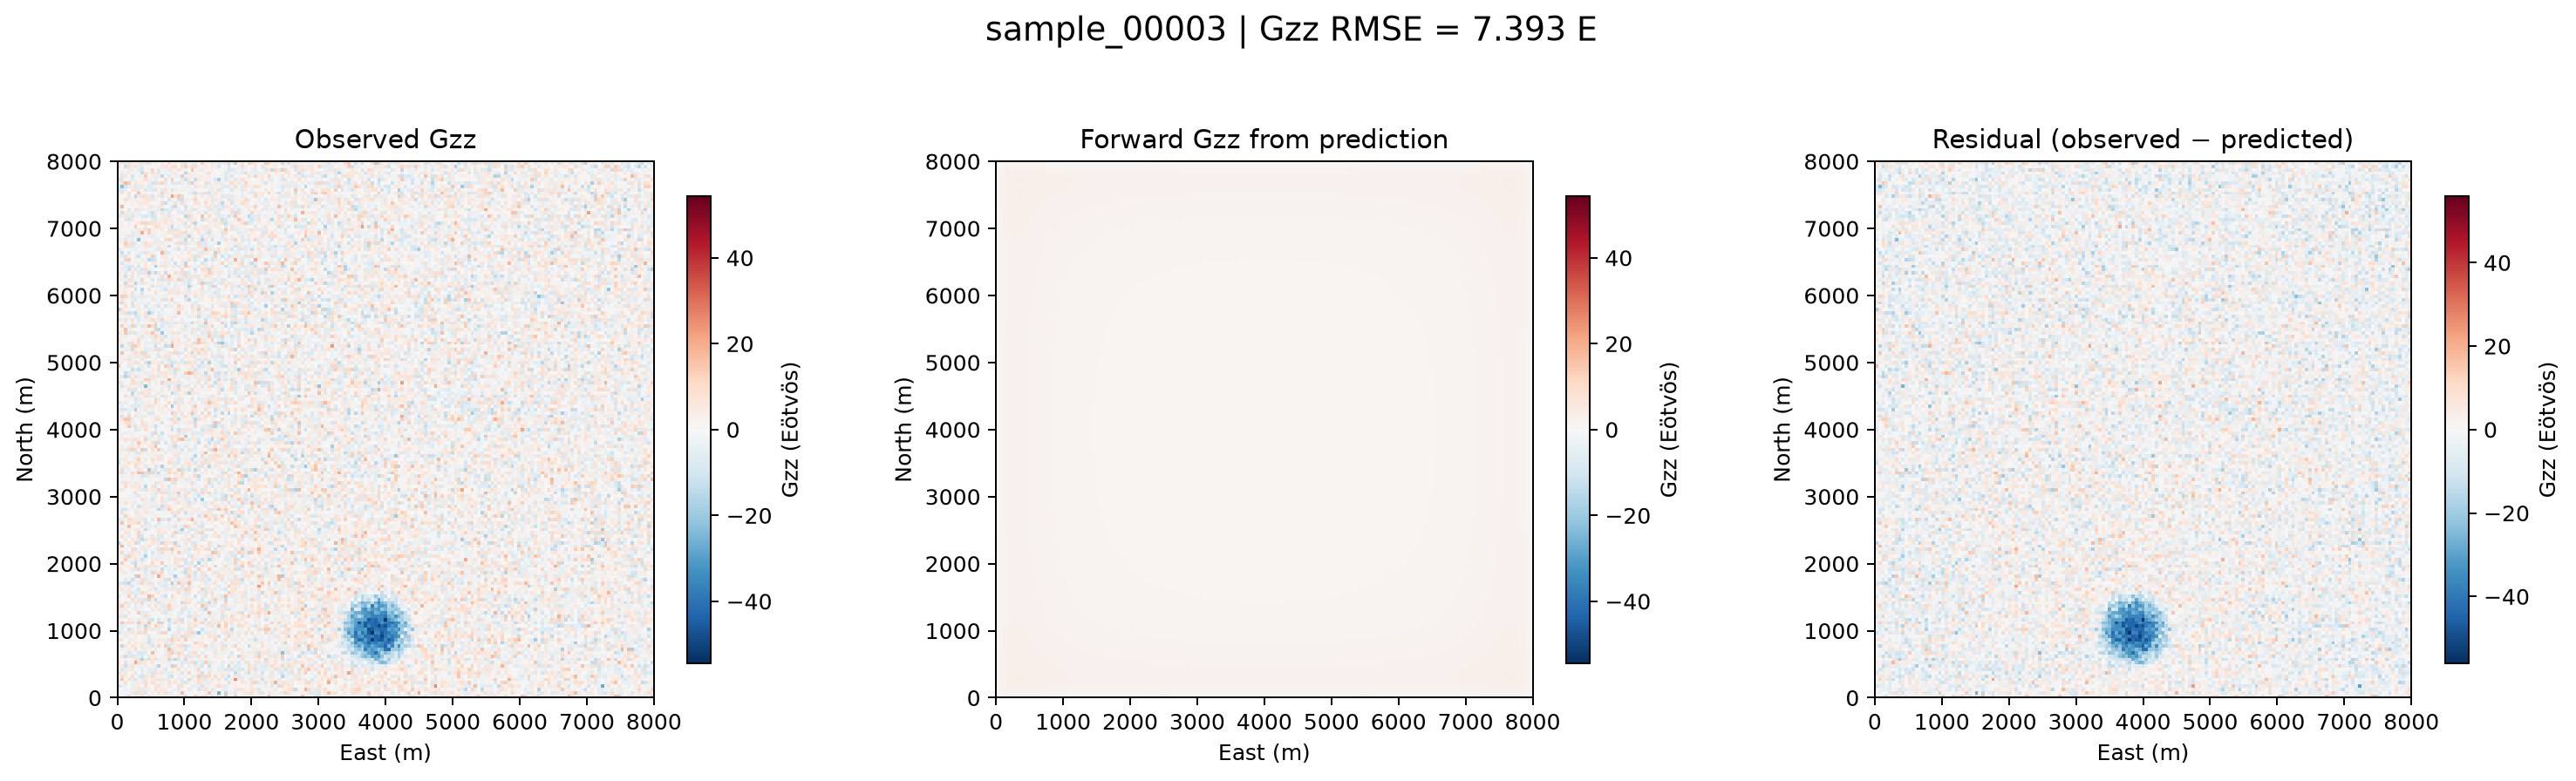 sample_00003 | Gzz RMSE = 7.393 E
Observed Gzz
8000
7000
6000
5000
4000
3000
2000
1000
0
North (m)
0 1000 2000 3000 4000 5000 6000 7000 8000
East (m)
40
20
0
−20
−40
Gzz (Eötvös)
Forward Gzz from prediction
8000
7000
6000
5000
4000
3000
2000
1000
0
North (m)
0 1000 2000 3000 4000 5000 6000 7000 8000
East (m)
40
20
0
−20
−40
Gzz (Eötvös)
Residual (observed − predicted)
8000
7000
6000
5000
4000
3000
2000
1000
0
North (m)
0 1000 2000 3000 4000 5000 6000 7000 8000
East (m)
40
20
0
−20
−40
Gzz (Eötvös)